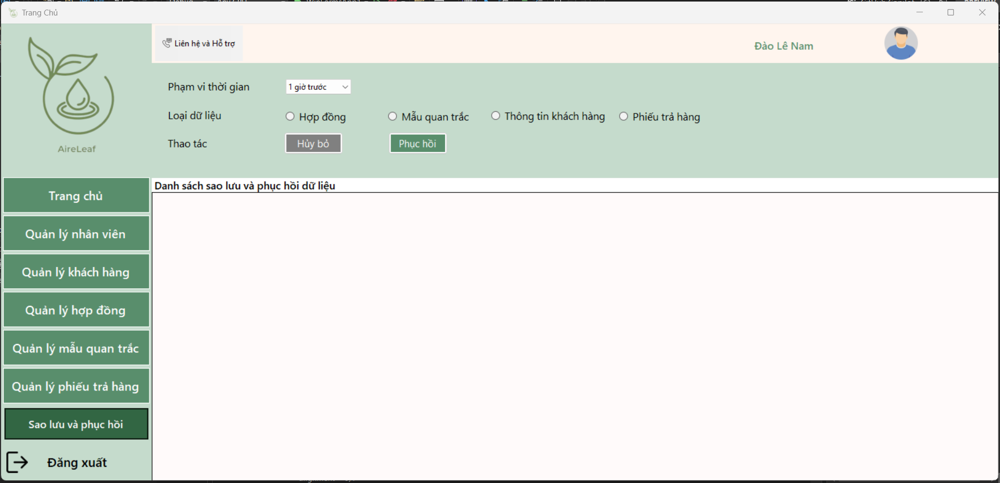 Trang Chủ
Liên hệ và Hỗ trợ
Đào Lê Nam
AireLeaf
Phạm vi thời gian
1 giờ trước
Loại dữ liệu
Hợp đồng
Mẫu quan trắc
Thông tin khách hàng
Phiếu trả hàng
Thao tác
Hủy bỏ
Phục hồi
Trang chủ
Quản lý nhân viên
Quản lý khách hàng
Quản lý hợp đồng
Quản lý mẫu quan trắc
Quản lý phiếu trả hàng
Sao lưu và phục hồi
Đăng xuất
Danh sách sao lưu và phục hồi dữ liệu